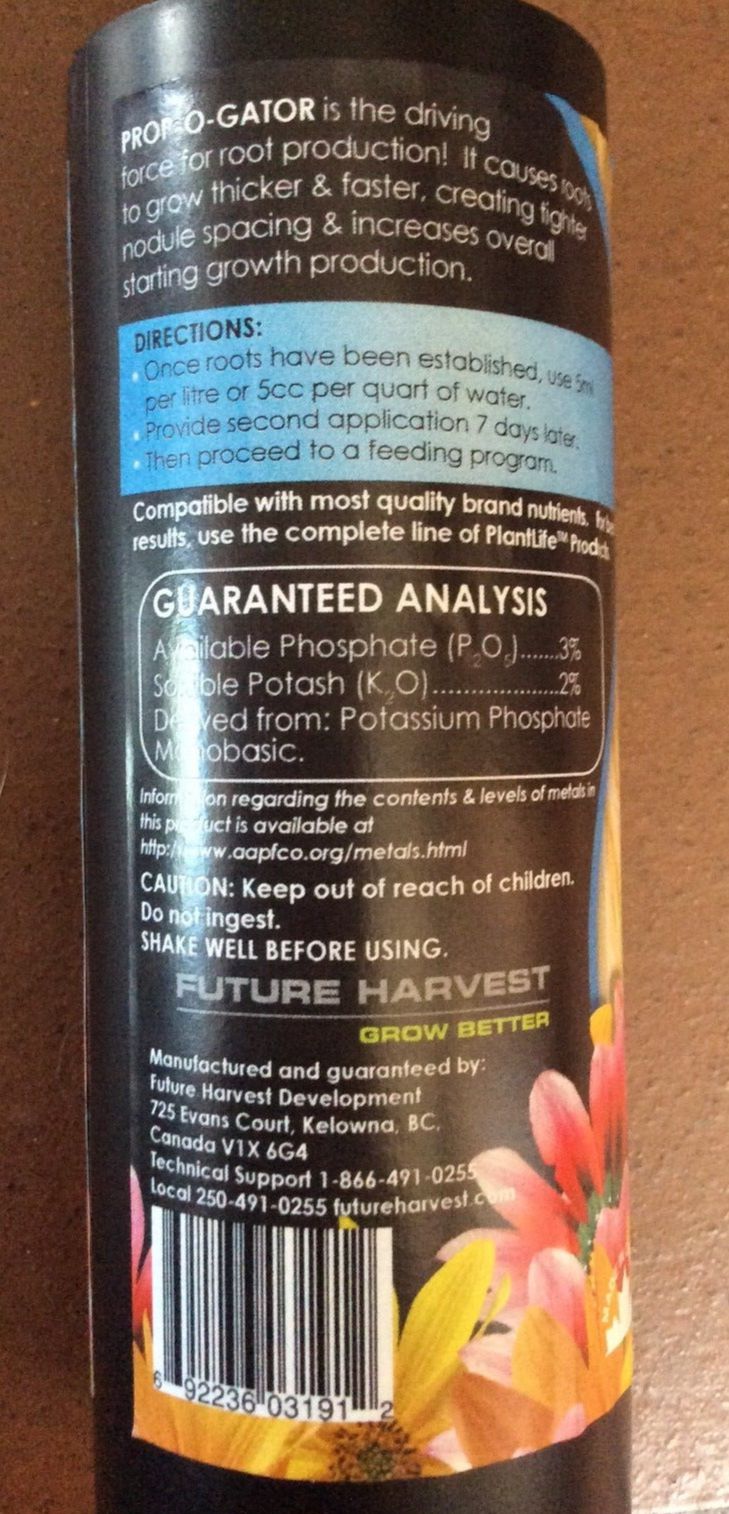 PROP-O-GATOR is the driving
force for root production! It causes roots
to grow thicker & faster, creating tighter
nodule spacing & increases overall
starting growth production.
DIRECTIONS:
• Once roots have been established, use 5ml
per litre or 5cc per quart of water.
• Provide second application 7 days later.
• Then proceed to a feeding program.
Compatible with most quality brand nutrients, for
results, use the complete line of PlantLife™ Products
GUARANTEED ANALYSIS
Available Phosphate (P₂O₅).......3%
Soluble Potash (K₂O)...................2%
Derived from: Potassium Phosphate
Monobasic.
Information regarding the contents & levels of metals in
this product is available at
http://www.aapfco.org/metals.html
CAUTION: Keep out of reach of children.
Do not ingest.
SHAKE WELL BEFORE USING.
FUTURE HARVEST
GROW BETTER
Manufactured and guaranteed by:
Future Harvest Development
725 Evans Court, Kelowna, BC,
Canada V1X 6G4
Technical Support 1-866-491-0255
Local 250-491-0255 futureharvest.com
6 92236 03191 2